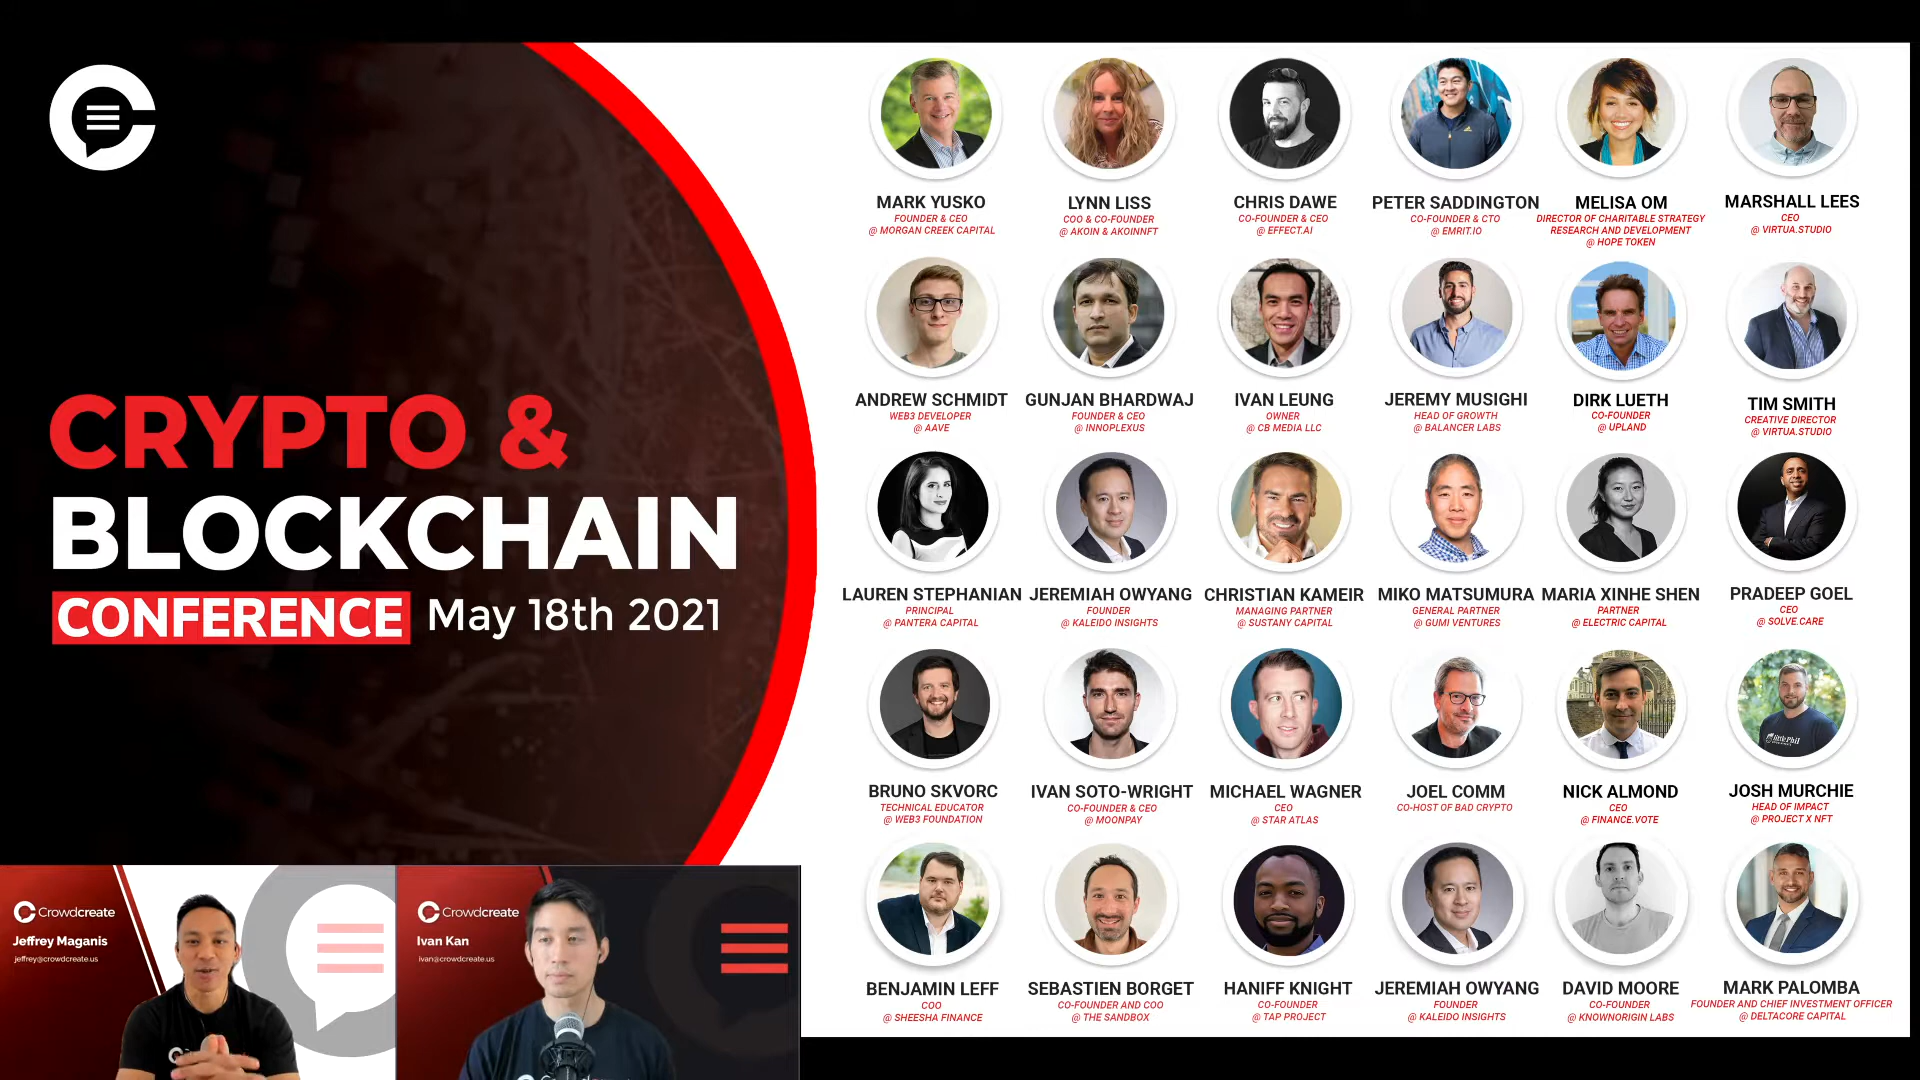 CRYPTO &
BLOCKCHAIN
CONFERENCE May 18th 2021
MARK YUSKO
FOUNDER & CEO
@ MORGAN CREEK CAPITAL
LYNN LISS
COO & CO-FOUNDER
@ AKOIN & AKOINNFT
CHRIS DAWE
CO-FOUNDER & CEO
@ EFFECT.AI
PETER SADDINGTON
CO-FOUNDER & CTO
@ EMRIT.IO
MELISA OM
DIRECTOR OF CHARITABLE STRATEGY
RESEARCH AND DEVELOPMENT
@ HOPE TOKEN
MARSHALL LEES
CEO
@ VIRTUA.STUDIO
ANDREW SCHMIDT
WEB3 DEVELOPER
@ AAVE
GUNJAN BHARDWAJ
FOUNDER & CEO
@ INNOPLEXUS
IVAN LEUNG
OWNER
@ CB MEDIA LLC
JEREMY MUSIGHI
HEAD OF GROWTH
@ BALANCER LABS
DIRK LUETH
CO-FOUNDER
@ UPLAND
TIM SMITH
CREATIVE DIRECTOR
@ VIRTUA.STUDIO
LAUREN STEPHANIAN
PRINCIPAL
@ PANTERA CAPITAL
JEREMIAH OWYANG
FOUNDER
@ KALEIDO INSIGHTS
CHRISTIAN KAMEIR
MANAGING PARTNER
@ SUSTANY CAPITAL
MIKO MATSUMURA
GENERAL PARTNER
@ GUMI VENTURES
MARIA XINHE SHEN
PARTNER
@ ELECTRIC CAPITAL
PRADEEP GOEL
CEO
@ SOLVE.CARE
BRUNO SKVORC
TECHNICAL EDUCATOR
@ WEB3 FOUNDATION
IVAN SOTO-WRIGHT
CO-FOUNDER & CEO
@ MOONPAY
MICHAEL WAGNER
CEO
@ STAR ATLAS
JOEL COMM
CO-HOST OF BAD CRYPTO
NICK ALMOND
CEO
@ FINANCE.VOTE
littlePhil
JOSH MURCHIE
HEAD OF IMPACT
@ PROJECT X NFT
BENJAMIN LEFF
COO
@ SHEESHA FINANCE
SEBASTIEN BORGET
CO-FOUNDER AND COO
@ THE SANDBOX
HANIFF KNIGHT
CO-FOUNDER
@ TAP PROJECT
JEREMIAH OWYANG
FOUNDER
@ KALEIDO INSIGHTS
DAVID MOORE
CO-FOUNDER
@ KNOWNORIGIN LABS
MARK PALOMBA
FOUNDER AND CHIEF INVESTMENT OFFICER
@ DELTACORE CAPITAL
Crowdcreate
Jeffrey Maganis
jeffrey@crowdcreate.us
Crowdcreate
Ivan Kan
ivan@crowdcreate.us